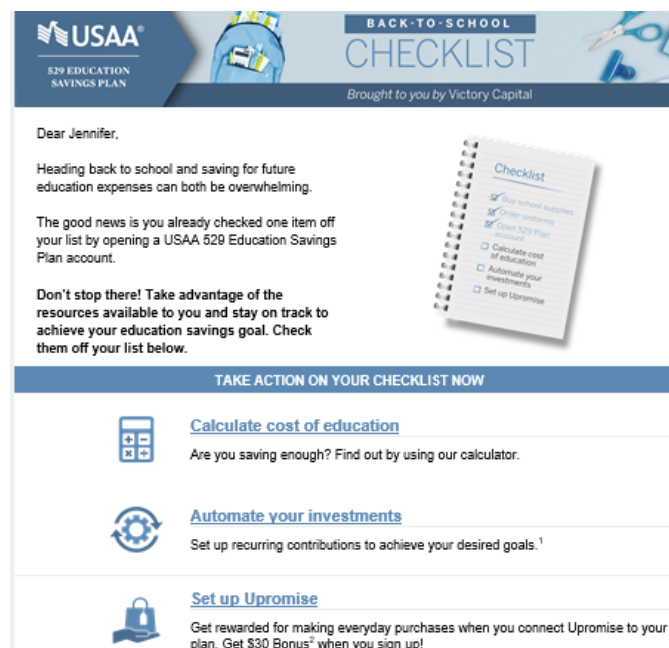 USAA®
529 EDUCATION
SAVINGS PLAN
BACK-TO-SCHOOL
CHECKLIST
Brought to you by Victory Capital
Dear Jennifer,
Heading back to school and saving for future
education expenses can both be overwhelming.
The good news is you already checked one item off
your list by opening a USAA 529 Education Savings
Plan account.
Don't stop there! Take advantage of the
resources available to you and stay on track to
achieve your education savings goal. Check
them off your list below.
Checklist
Buy school supplies
Order uniforms
Open 529 Plan
account
Calculate cost
of education
Automate your
investments
Set up Upromise
TAKE ACTION ON YOUR CHECKLIST NOW
Calculate cost of education
Are you saving enough? Find out by using our calculator.
Automate your investments
Set up recurring contributions to achieve your desired goals.¹
Set up Upromise
Get rewarded for making everyday purchases when you connect Upromise to your
plan. Get $30 Bonus² when you sign up!